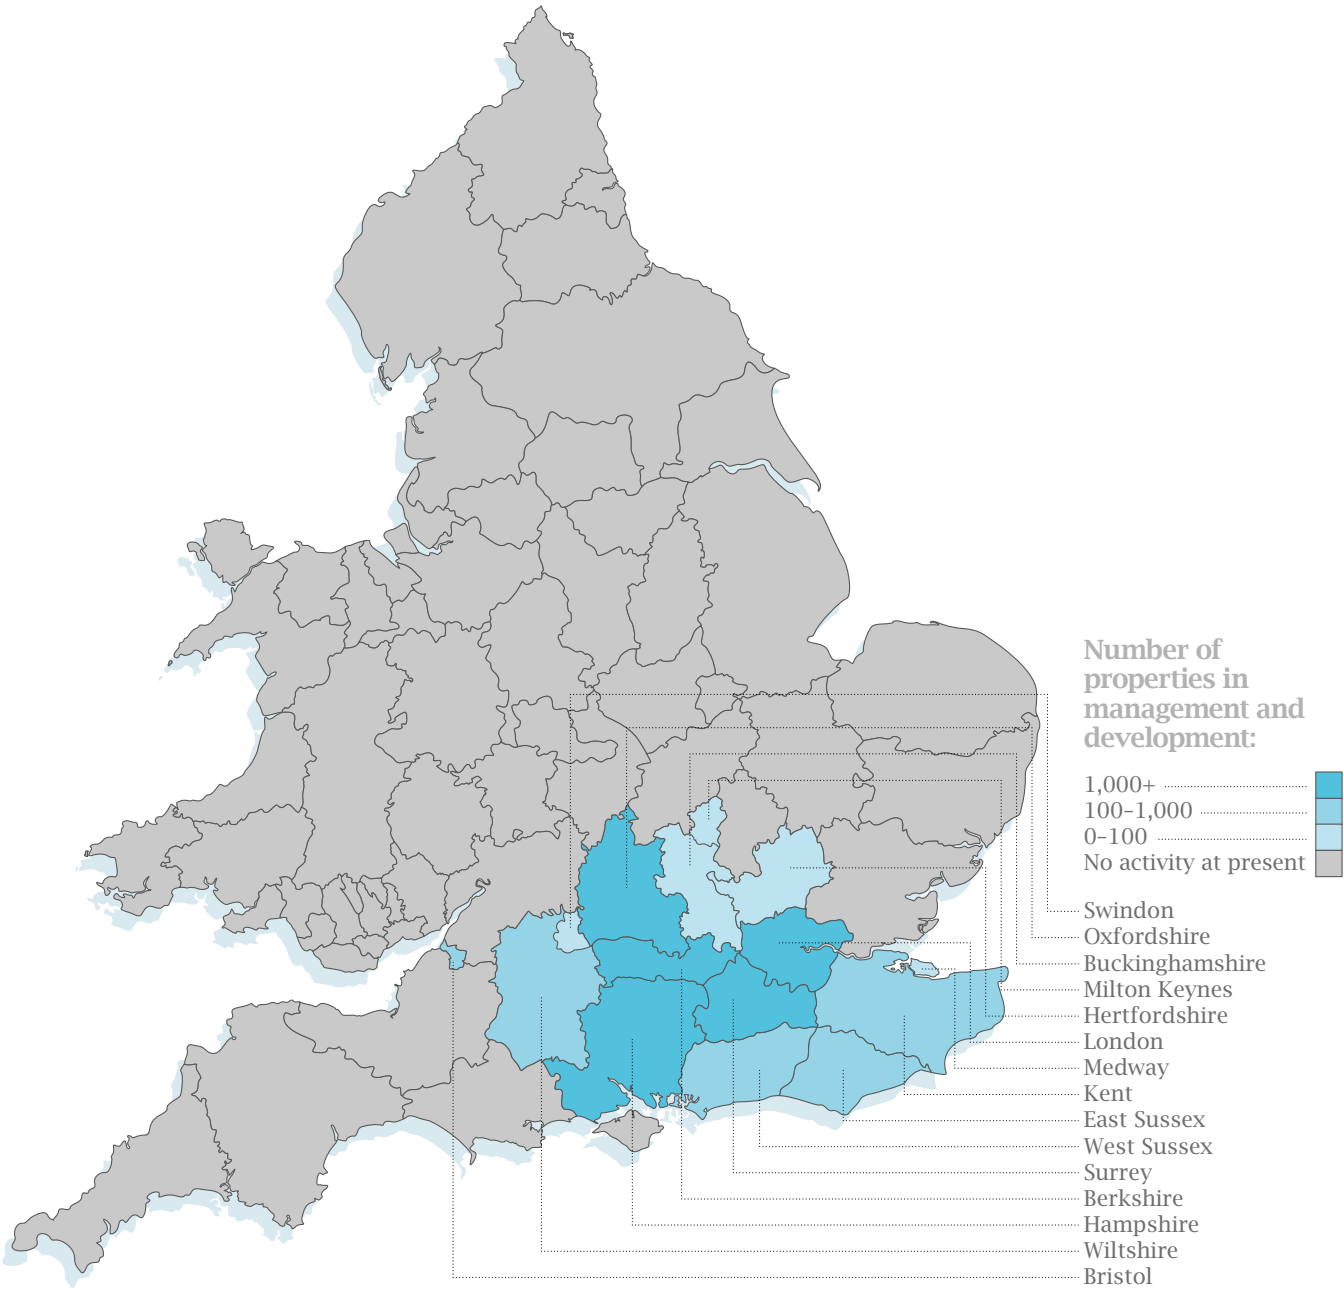 Number of
properties in
management and
development:
1,000+
100–1,000
0–100
No activity at present
Swindon
Oxfordshire
Buckinghamshire
Milton Keynes
Hertfordshire
London
Medway
Kent
East Sussex
West Sussex
Surrey
Berkshire
Hampshire
Wiltshire
Bristol